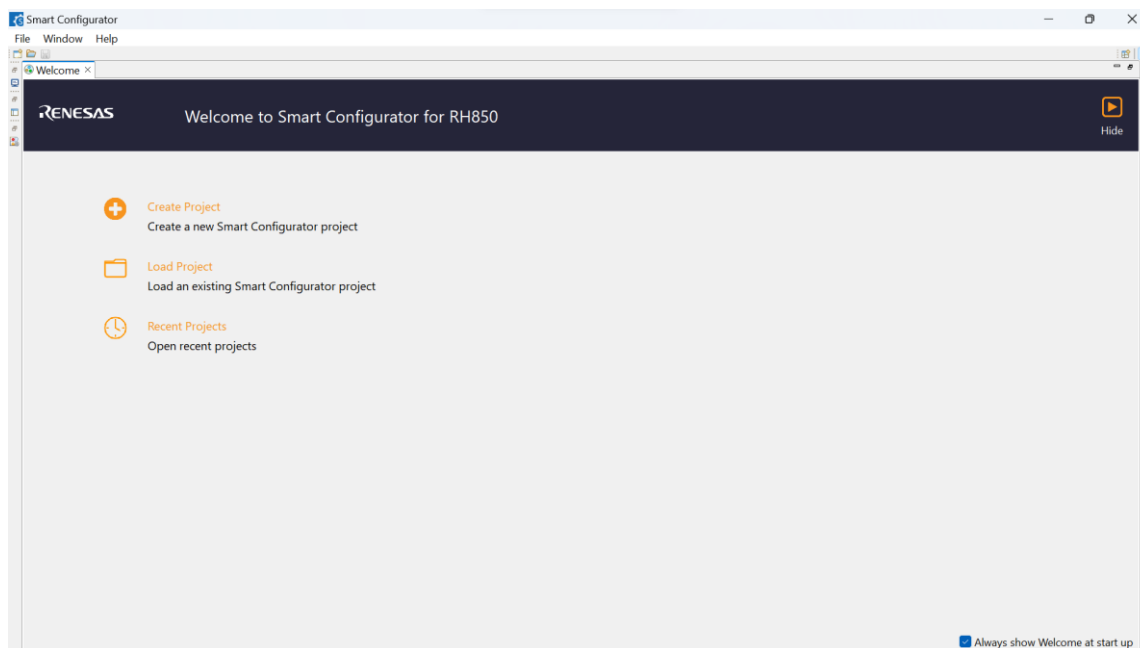 Smart Configurator
File Window Help
Welcome
RENESAS
Welcome to Smart Configurator for RH850
Hide
Create Project
Create a new Smart Configurator project
Load Project
Load an existing Smart Configurator project
Recent Projects
Open recent projects
Always show Welcome at start up